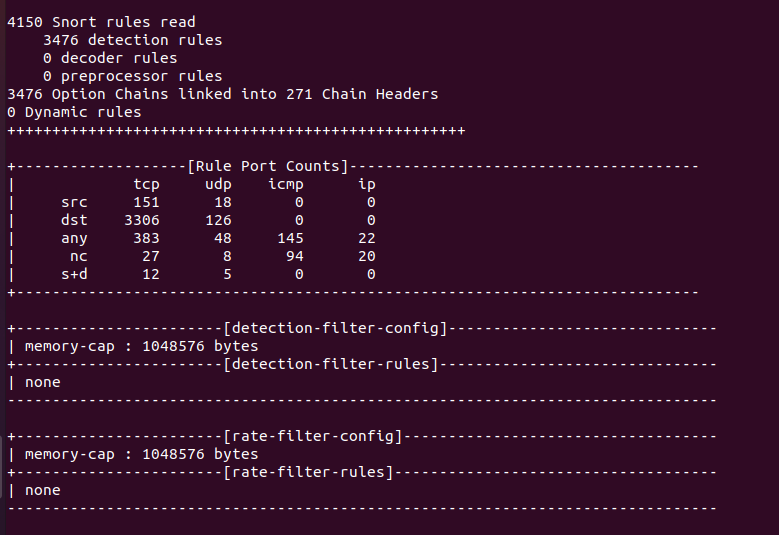 4150 Snort rules read
    3476 detection rules
    0 decoder rules
    0 preprocessor rules
3476 Option Chains linked into 271 Chain Headers
0 Dynamic rules
+++++++++++++++++++++++++++++++++++++++++++++++++++

+-------------------[Rule Port Counts]---------------------------------------
|             tcp     udp    icmp      ip
|     src     151      18       0       0
|     dst    3306     126       0       0
|     any     383      48     145      22
|      nc      27       8      94      20
|     s+d      12       5       0       0
+----------------------------------------------------------------------------

+-----------------------[detection-filter-config]------------------------------
| memory-cap : 1048576 bytes
+-----------------------[detection-filter-rules]-------------------------------
| none
-------------------------------------------------------------------------------

+-----------------------[rate-filter-config]-----------------------------------
| memory-cap : 1048576 bytes
+-----------------------[rate-filter-rules]------------------------------------
| none
-------------------------------------------------------------------------------